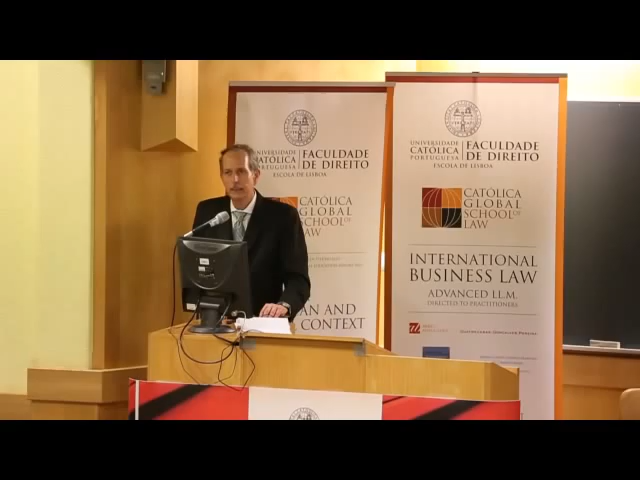 UNIVERSIDADE
CATÓLICA
PORTUGUESA
FACULDADE
DE DIREITO
ESCOLA DE LISBOA
CATÓLICA
GLOBAL
SCHOOL OF
LAW
AN AND
CONTEXT
UNIVERSIDADE
CATÓLICA
PORTUGUESA
FACULDADE
DE DIREITO
ESCOLA DE LISBOA
CATÓLICA
GLOBAL
SCHOOL OF
LAW
INTERNATIONAL
BUSINESS LAW
ADVANCED LL.M.
DIRECTED TO PRACTITIONERS